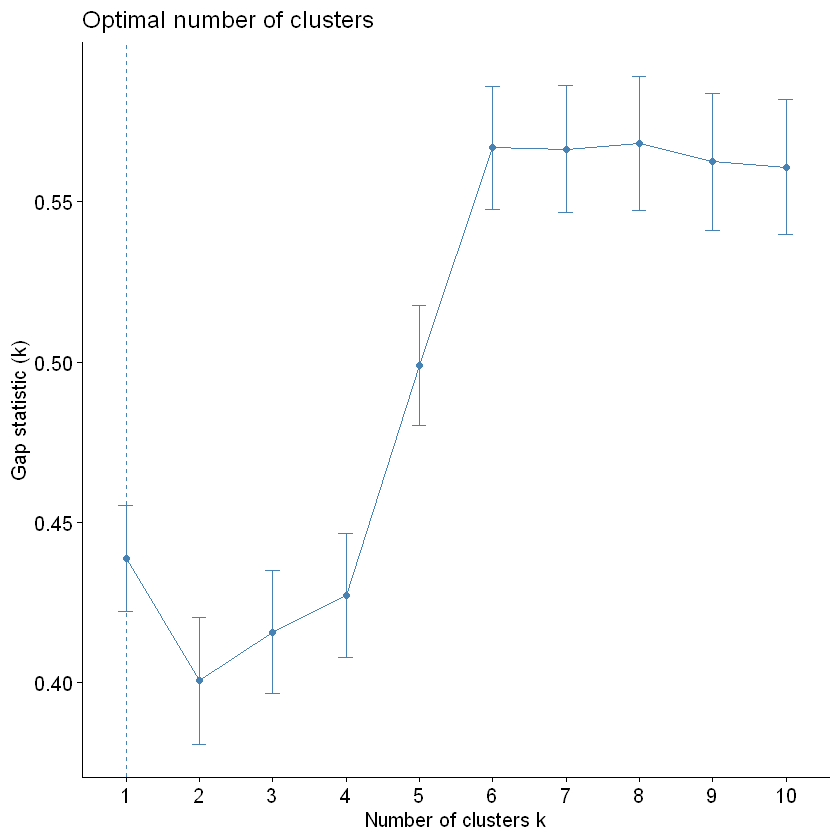 Optimal number of clusters
Gap statistic (k)
0.55
0.50
0.45
0.40
1 2 3 4 5 6 7 8 9 10
Number of clusters k